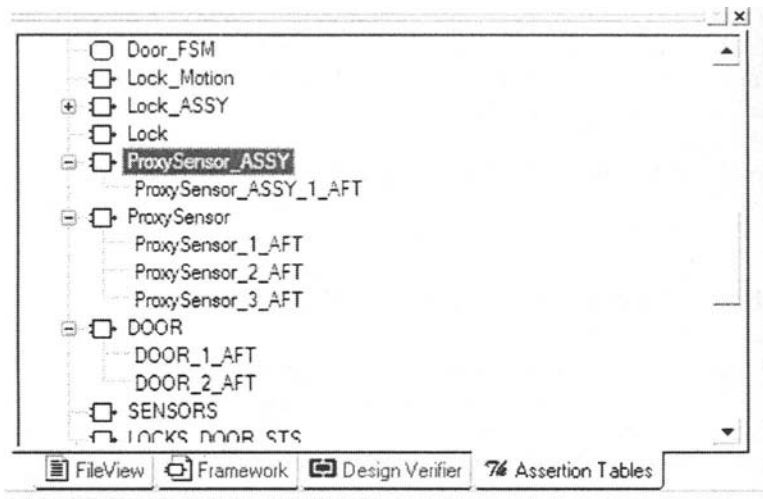 Door_FSM
Lock_Motion
Lock_ASSY
Lock
ProxySensor_ASSY
ProxySensor_ASSY_1_AFT
ProxySensor
ProxySensor_1_AFT
ProxySensor_2_AFT
ProxySensor_3_AFT
DOOR
DOOR_1_AFT
DOOR_2_AFT
SENSORS
LOCKS_DOOR_STS
FileView Framework Design Verifier Assertion Tables